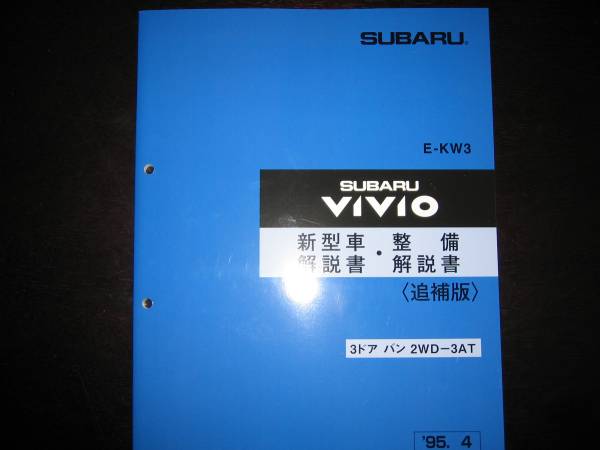 SUBARU®
E-KW3
SUBARU
VIVIO
新型車・整備
解説書 解説書
〈追補版〉
3ドア バン 2WD-3AT
'95. 4